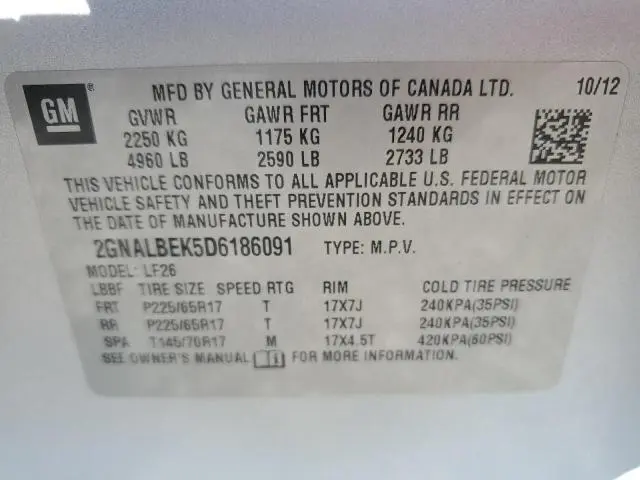 GM ® MFD BY GENERAL MOTORS OF CANADA LTD. 10/12
GVWR GAWR FRT GAWR RR
2250 KG 1175 KG 1240 KG
4960 LB 2590 LB 2733 LB
THIS VEHICLE CONFORMS TO ALL APPLICABLE U.S. FEDERAL MOTOR
VEHICLE SAFETY AND THEFT PREVENTION STANDARDS IN EFFECT ON
THE DATE OF MANUFACTURE SHOWN ABOVE.
2GNALBEK5D6186091 TYPE: M.P.V.
MODEL: LF26
LBBF TIRE SIZE SPEED RTG RIM COLD TIRE PRESSURE
FRT P225/65R17 T 17X7J 240KPA(35PSI)
RR P225/65R17 T 17X7J 240KPA(35PSI)
SPA T145/70R17 M 17X4.5T 420KPA(60PSI)
SEE OWNER'S MANUAL FOR MORE INFORMATION.